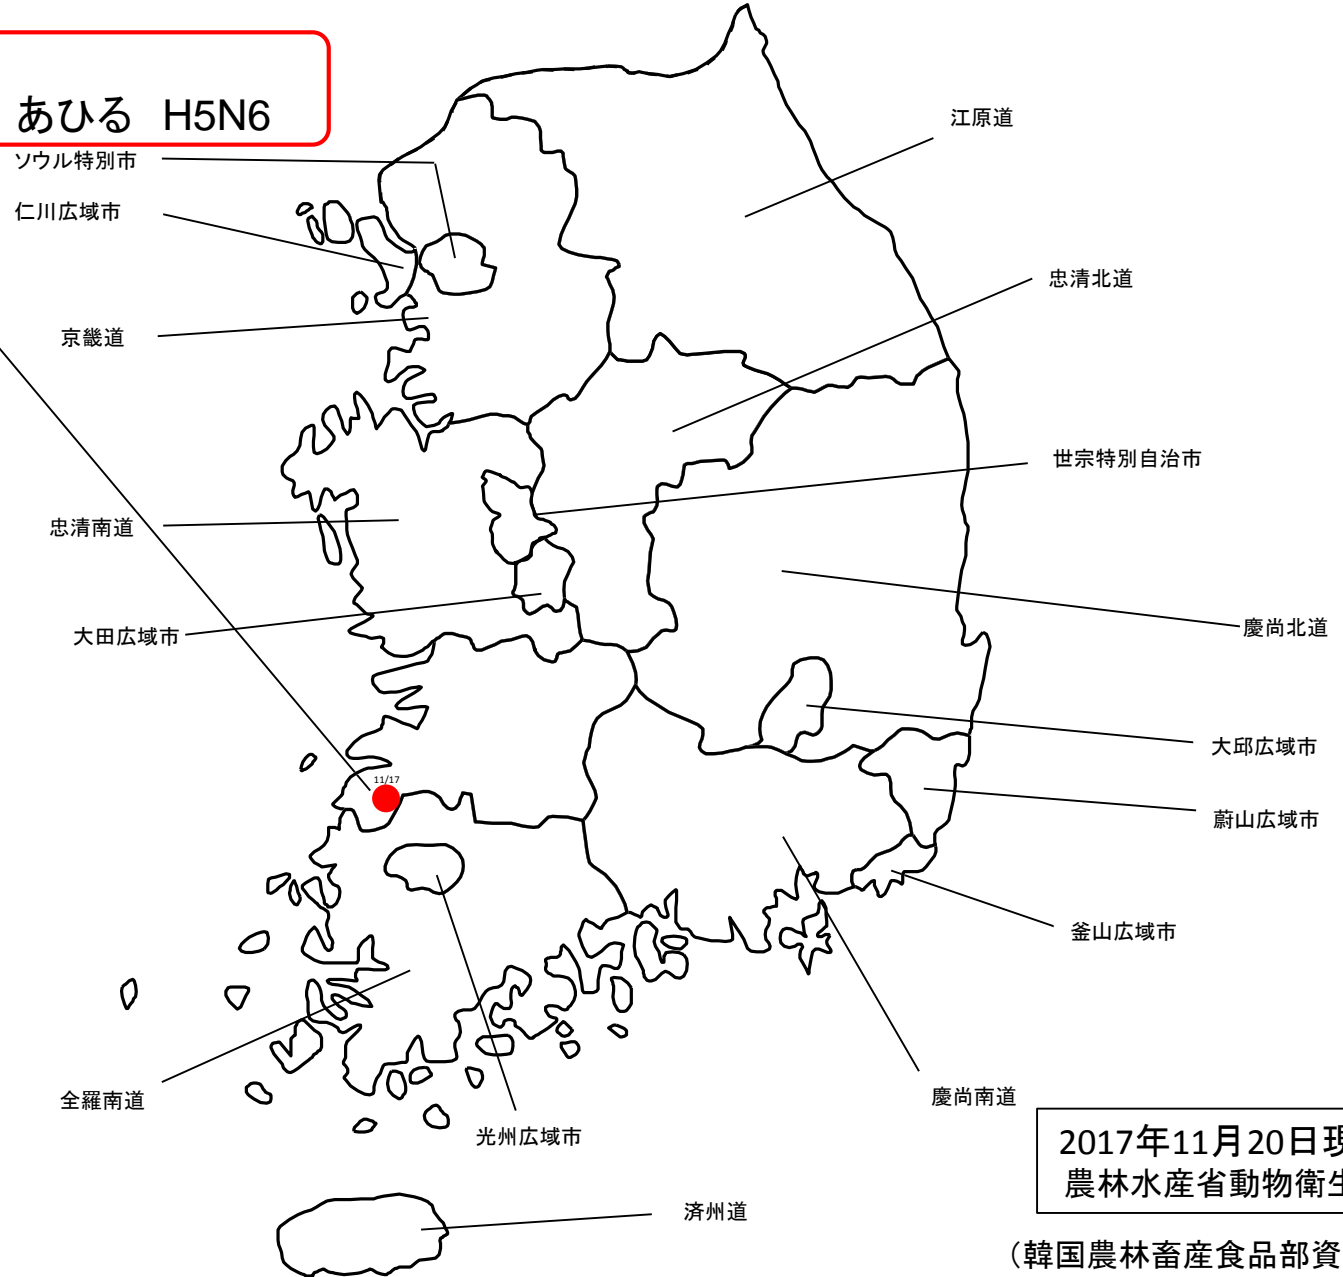 あひる H5N6
ソウル特別市
江原道
仁川広域市
忠清北道
京畿道
世宗特別自治市
忠清南道
慶尚北道
大田広域市
大邱広域市
11/17
蔚山広域市
釜山広域市
全羅南道
慶尚南道
光州広域市
2017年11月20日現
農林水産省動物衛生
済州道
（韓国農林畜産食品部資